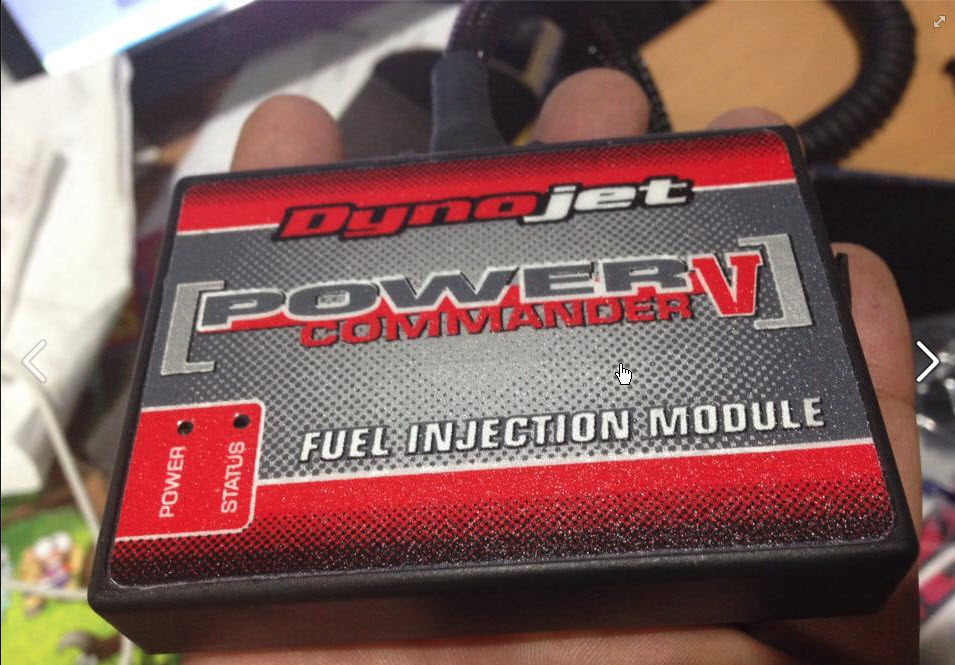 Dynojet
POWER
COMMANDER V
FUEL INJECTION MODULE
POWER
STATUS